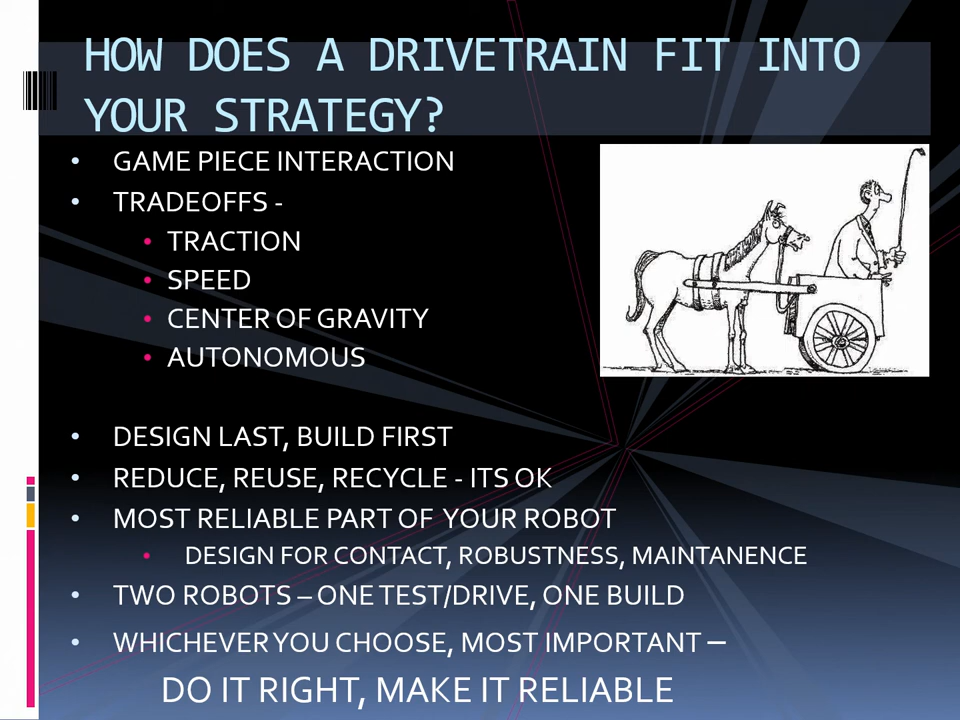 HOW DOES A DRIVETRAIN FIT INTO
YOUR STRATEGY?
• GAME PIECE INTERACTION
• TRADEOFFS -
• TRACTION
• SPEED
• CENTER OF GRAVITY
• AUTONOMOUS
• DESIGN LAST, BUILD FIRST
• REDUCE, REUSE, RECYCLE - ITS OK
• MOST RELIABLE PART OF YOUR ROBOT
• DESIGN FOR CONTACT, ROBUSTNESS, MAINTANENCE
• TWO ROBOTS – ONE TEST/DRIVE, ONE BUILD
• WHICHEVER YOU CHOOSE, MOST IMPORTANT –
DO IT RIGHT, MAKE IT RELIABLE